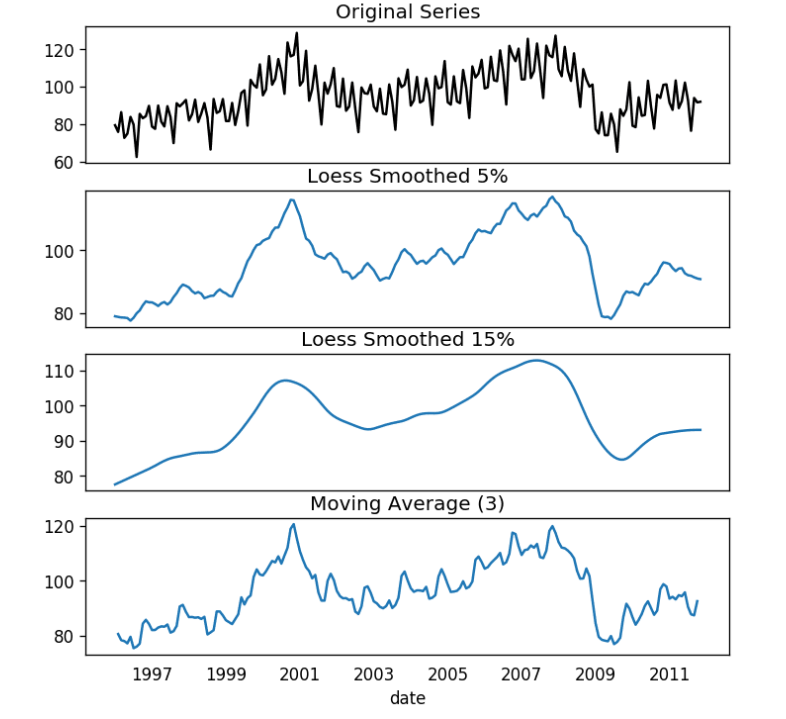 Original Series
120
100
80
60
Loess Smoothed 5%
100
80
Loess Smoothed 15%
110
100
90
80
Moving Average (3)
120
100
80
1997 1999 2001 2003 2005 2007 2009 2011
date